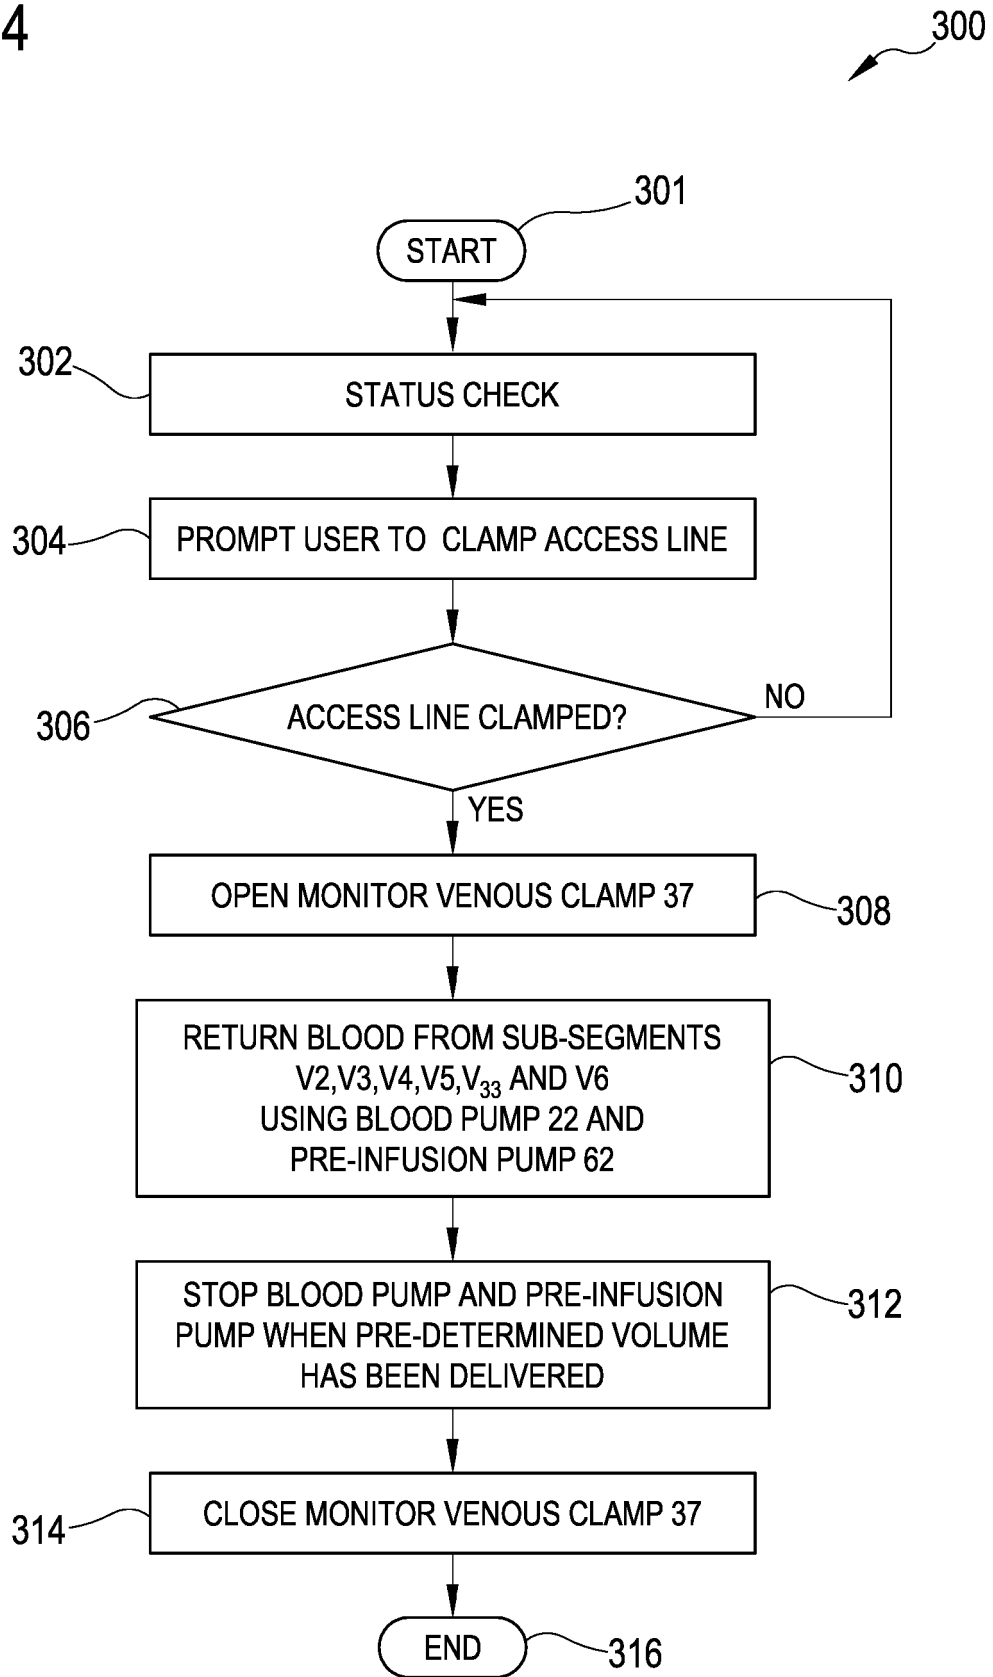 4
300
301
START
302
STATUS CHECK
304
PROMPT USER TO CLAMP ACCESS LINE
306
ACCESS LINE CLAMPED?
NO
YES
OPEN MONITOR VENOUS CLAMP 37
308
RETURN BLOOD FROM SUB-SEGMENTS
V2,V3,V4,V5,V33 AND V6
USING BLOOD PUMP 22 AND
PRE-INFUSION PUMP 62
310
STOP BLOOD PUMP AND PRE-INFUSION
PUMP WHEN PRE-DETERMINED VOLUME
HAS BEEN DELIVERED
312
CLOSE MONITOR VENOUS CLAMP 37
314
END
316